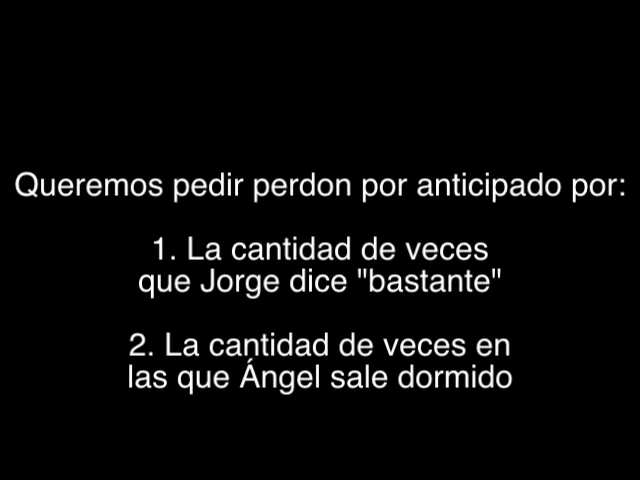 Queremos pedir perdon por anticipado por:
1. La cantidad de veces
que Jorge dice "bastante"
2. La cantidad de veces en
las que Ángel sale dormido